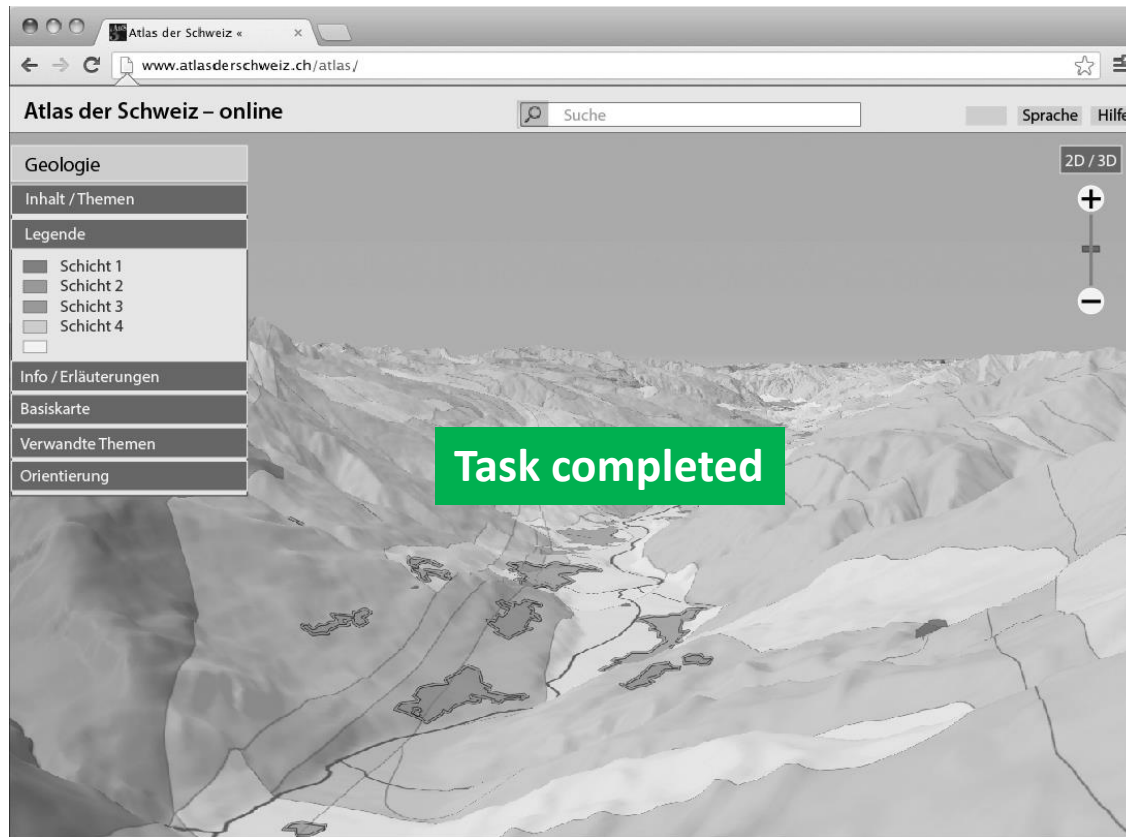 Atlas der Schweiz «
www.atlasderschweiz.ch/atlas/
Atlas der Schweiz – online
Suche
Sprache
Hilfe
Geologie
2D / 3D
Inhalt / Themen
Legende
Schicht 1
Schicht 2
Schicht 3
Schicht 4
Info / Erläuterungen
Basiskarte
Verwandte Themen
Orientierung
Task completed